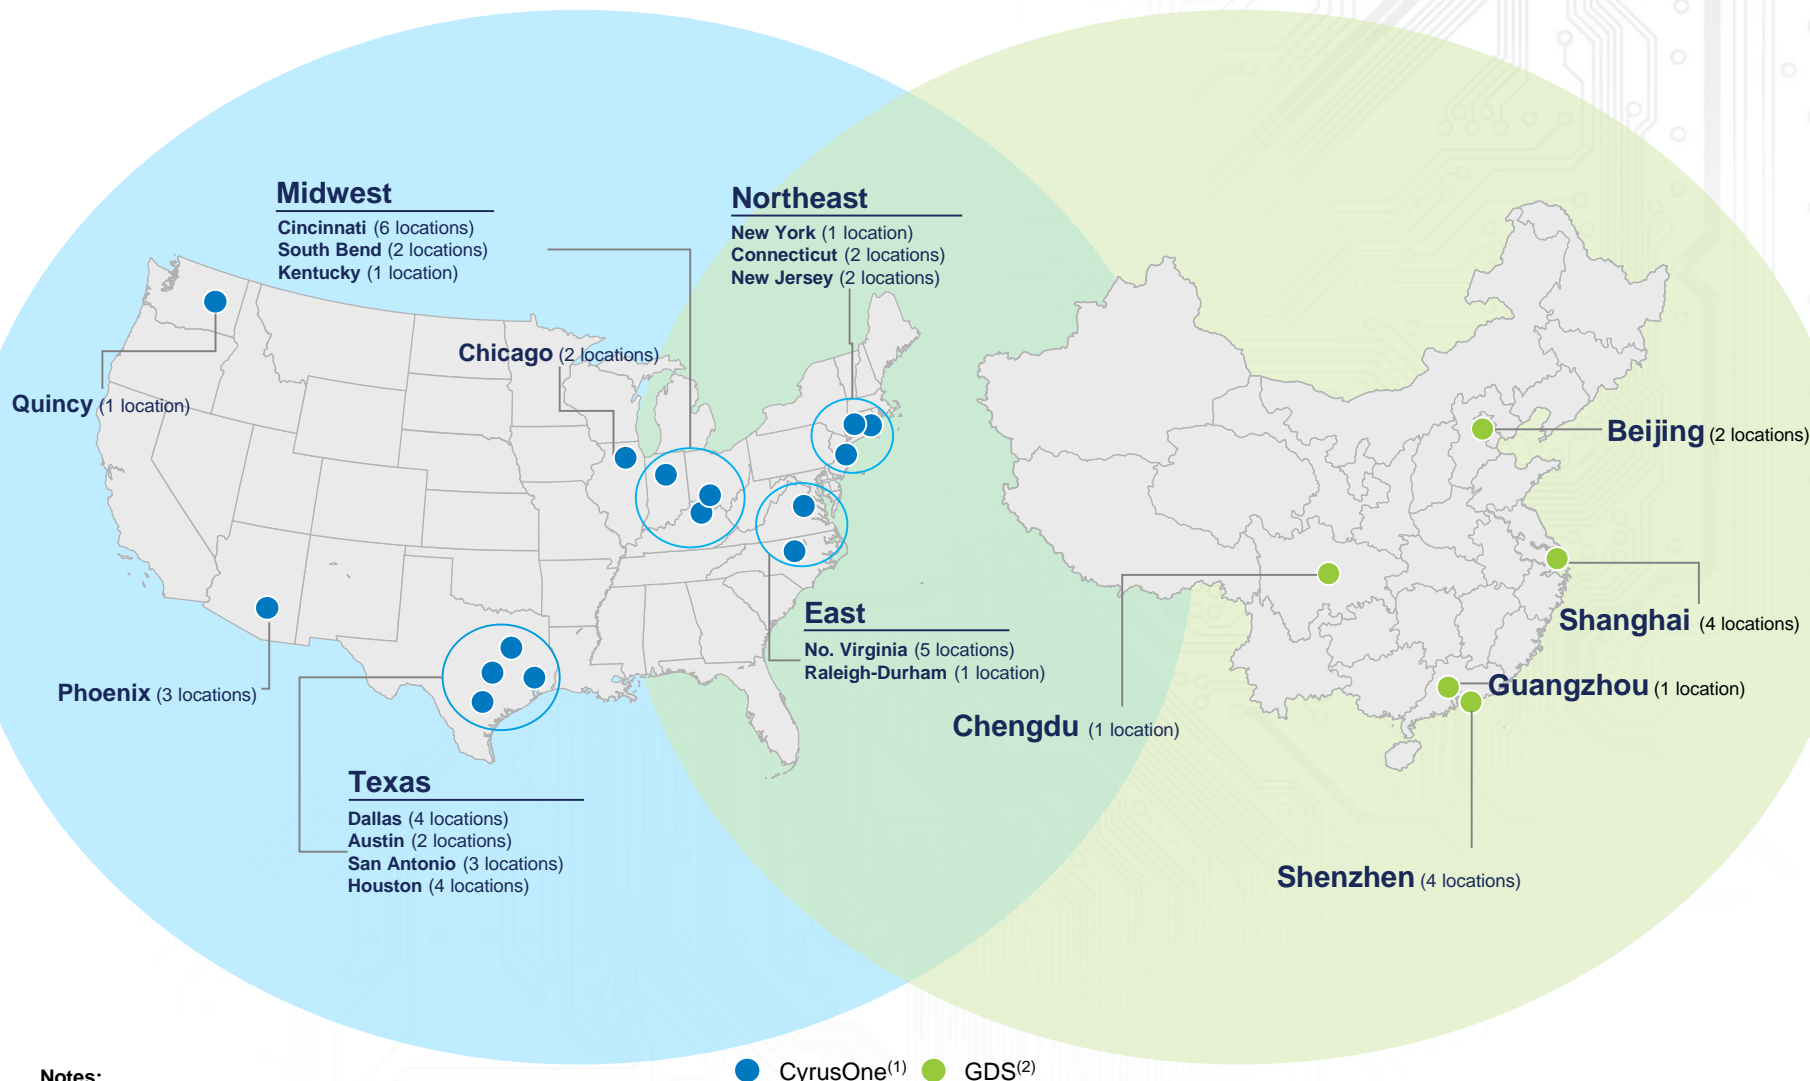 Midwest
Cincinnati (6 locations)
South Bend (2 locations)
Kentucky (1 location)
Northeast
New York (1 location)
Connecticut (2 locations)
New Jersey (2 locations)
Chicago (2 locations)
Quincy (1 location)
Beijing (2 locations)
East
No. Virginia (5 locations)
Raleigh-Durham (1 location)
Shanghai (4 locations)
Phoenix (3 locations)
Guangzhou (1 location)
Chengdu (1 location)
Texas
Dallas (4 locations)
Austin (2 locations)
San Antonio (3 locations)
Houston (4 locations)
Shenzhen (4 locations)
CyrusOne(1) GDS(2)
Notes: